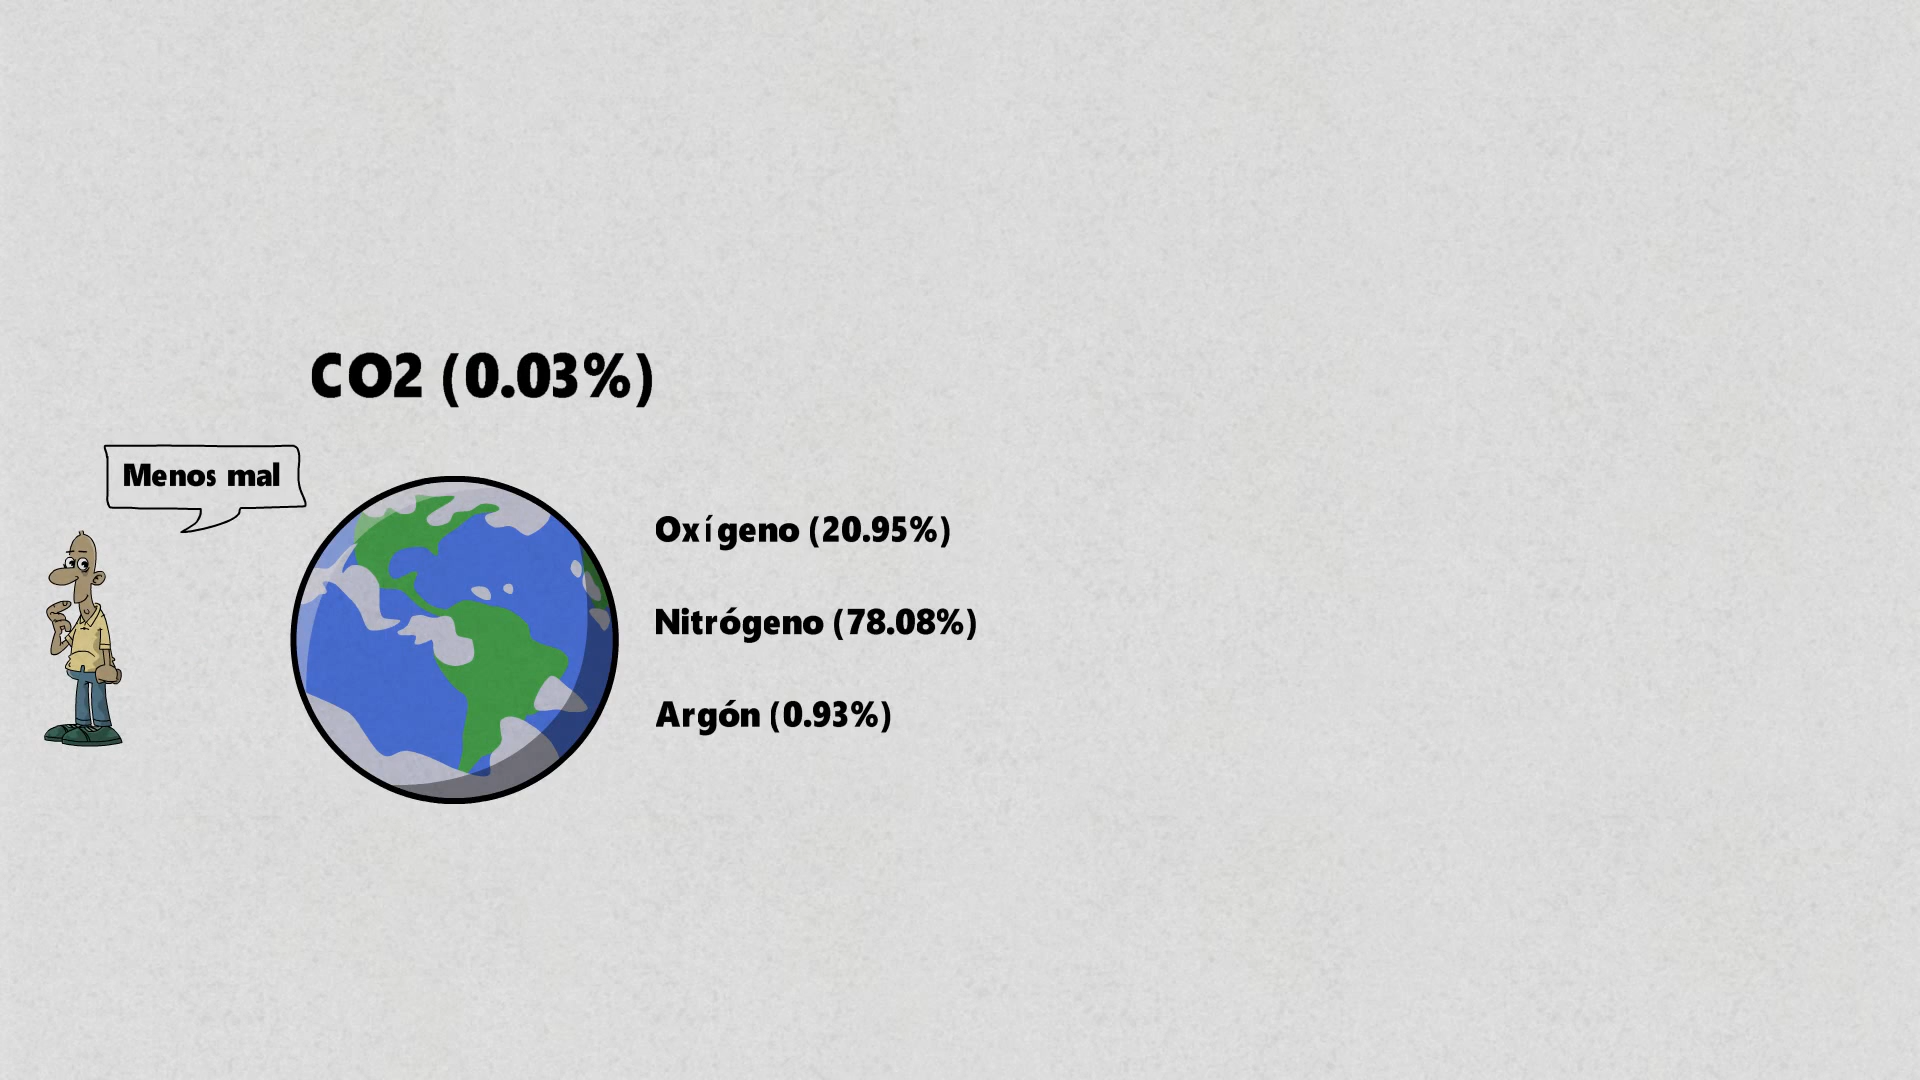 CO2 (0.03%)
Menos mal
Oxígeno (20.95%)
Nitrógeno (78.08%)
Argón (0.93%)